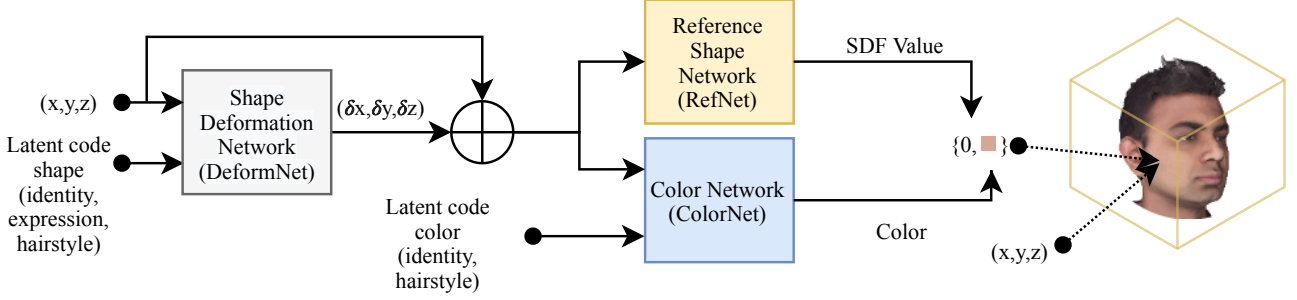 (x,y,z)
Latent code
shape
(identity,
expression,
hairstyle)
Shape
Deformation
Network
(DeformNet)
(δx,δy,δz)
Latent code
color
(identity,
hairstyle)
Reference
Shape
Network
(RefNet)
Color Network
(ColorNet)
SDF Value
{0, }
Color
(x,y,z)